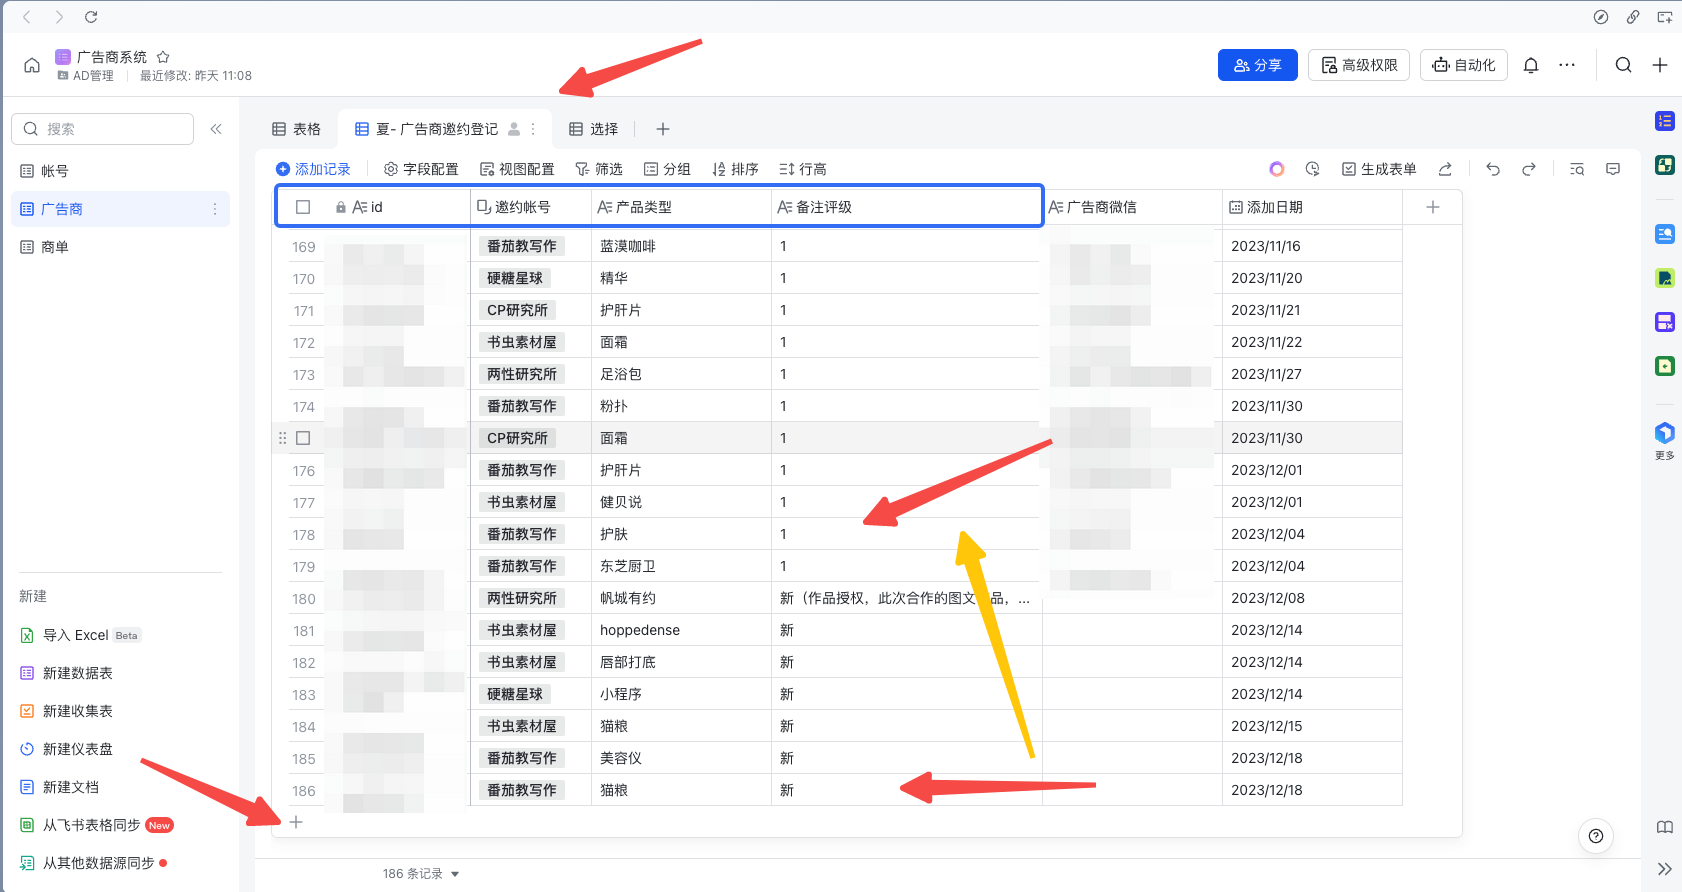 广告商系统
AD管理 最近修改: 昨天 11:08
分享 高级权限 自动化
搜索
帐号
广告商
商单
新建
导入 Excel Beta
新建数据表
新建收集表
新建仪表盘
新建文档
从飞书表格同步 New
从其他数据源同步
表格 夏- 广告商邀约登记 选择
添加记录 字段配置 视图配置 筛选 分组 排序 行高 生成表单
id 邀约帐号 产品类型 备注评级 广告商微信 添加日期
169 番茄教写作 蓝漠咖啡 1 2023/11/16
170 硬糖星球 精华 1 2023/11/20
171 CP研究所 护肝片 1 2023/11/21
172 书虫素材屋 面霜 1 2023/11/22
173 两性研究所 足浴包 1 2023/11/27
174 番茄教写作 粉扑 1 2023/11/30
CP研究所 面霜 1 2023/11/30
176 番茄教写作 护肝片 1 2023/12/01
177 书虫素材屋 健贝说 1 2023/12/01
178 番茄教写作 护肤 1 2023/12/04
179 番茄教写作 东芝厨卫 1 2023/12/04
180 两性研究所 帆城有约 新（作品授权，此次合作的图文 品，... 2023/12/08
181 书虫素材屋 hoppedense 新 2023/12/14
182 书虫素材屋 唇部打底 新 2023/12/14
183 硬糖星球 小程序 新 2023/12/14
184 书虫素材屋 猫粮 新 2023/12/15
185 番茄教写作 美容仪 新 2023/12/18
186 番茄教写作 猫粮 新 2023/12/18
186 条记录
更多